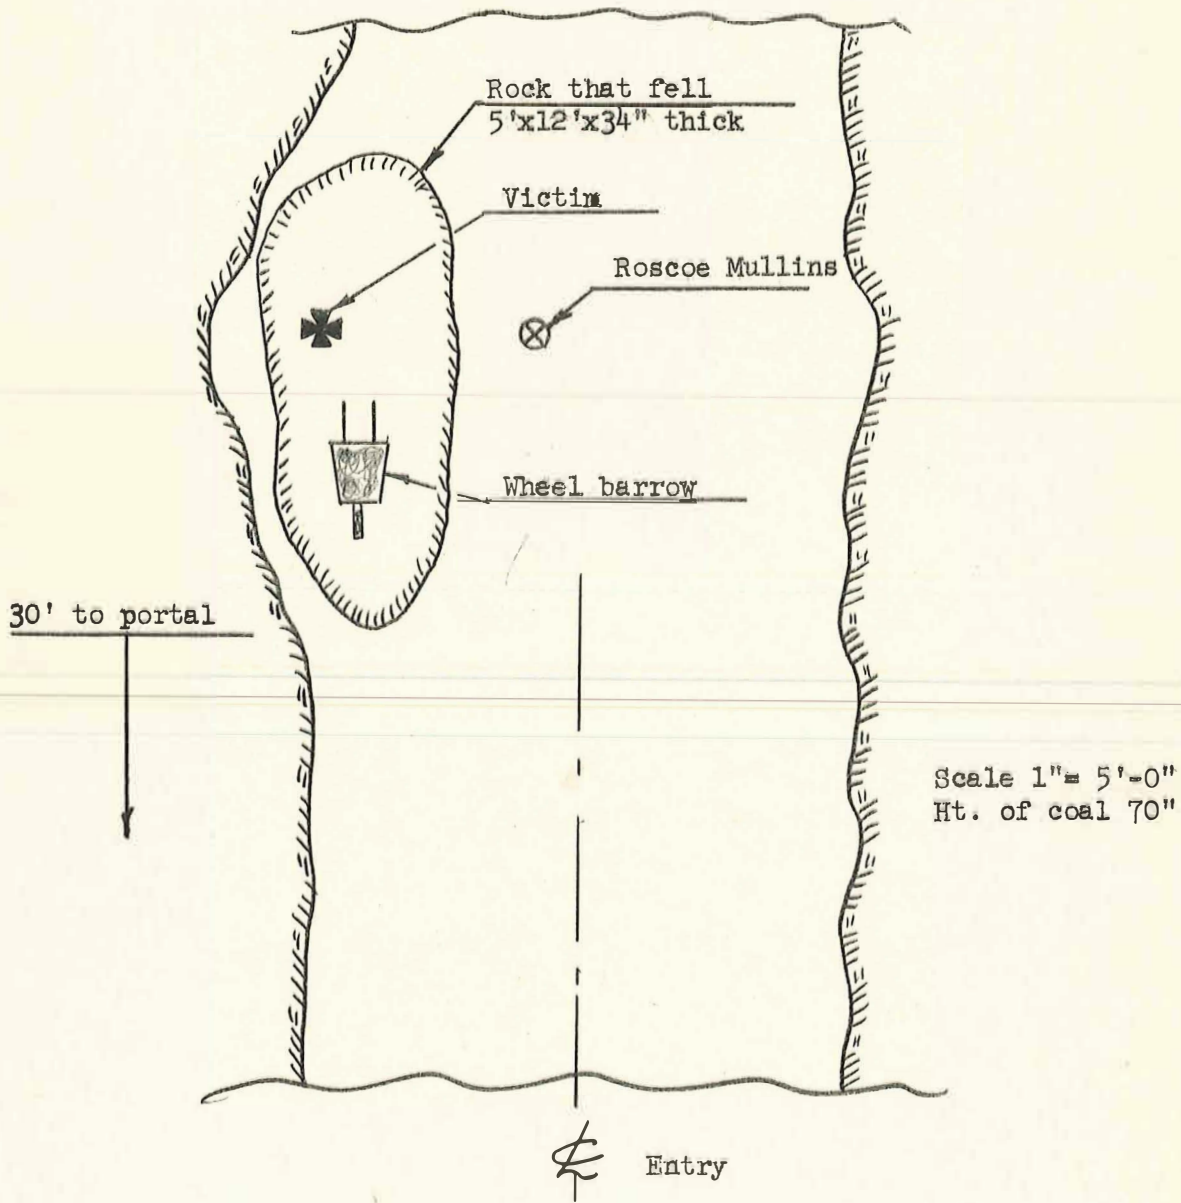 Rock that fell
5'x12'x34" thick
Victim
Roscoe Mullins
Wheel barrow
30' to portal
Scale 1"= 5'-0"
Ht. of coal 70"
℄ Entry